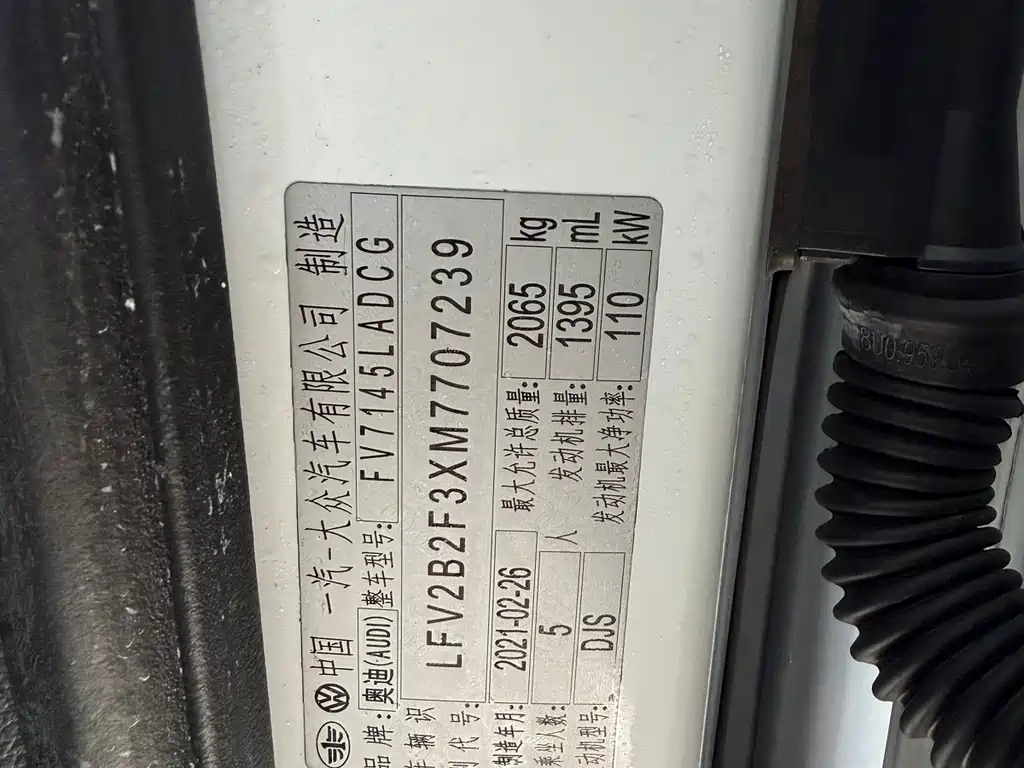 中国 一汽-大众汽车有限公司 制造
品牌: 奥迪(AUDI) 整车型号: FV7145LADCG
车辆识别代号: LFV2B2F3XM7707239
制造年月: 2021-02-26 最大允许总质量: 2065 kg
乘坐人数: 5 人 发动机排量: 1395 mL
发动机型号: DJS 发动机最大净功率: 110 kW
8U0 959